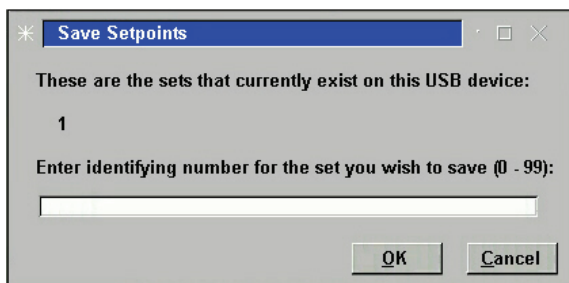 Save Setpoints
These are the sets that currently exist on this USB device:
1
Enter identifying number for the set you wish to save (0 - 99):
OK Cancel